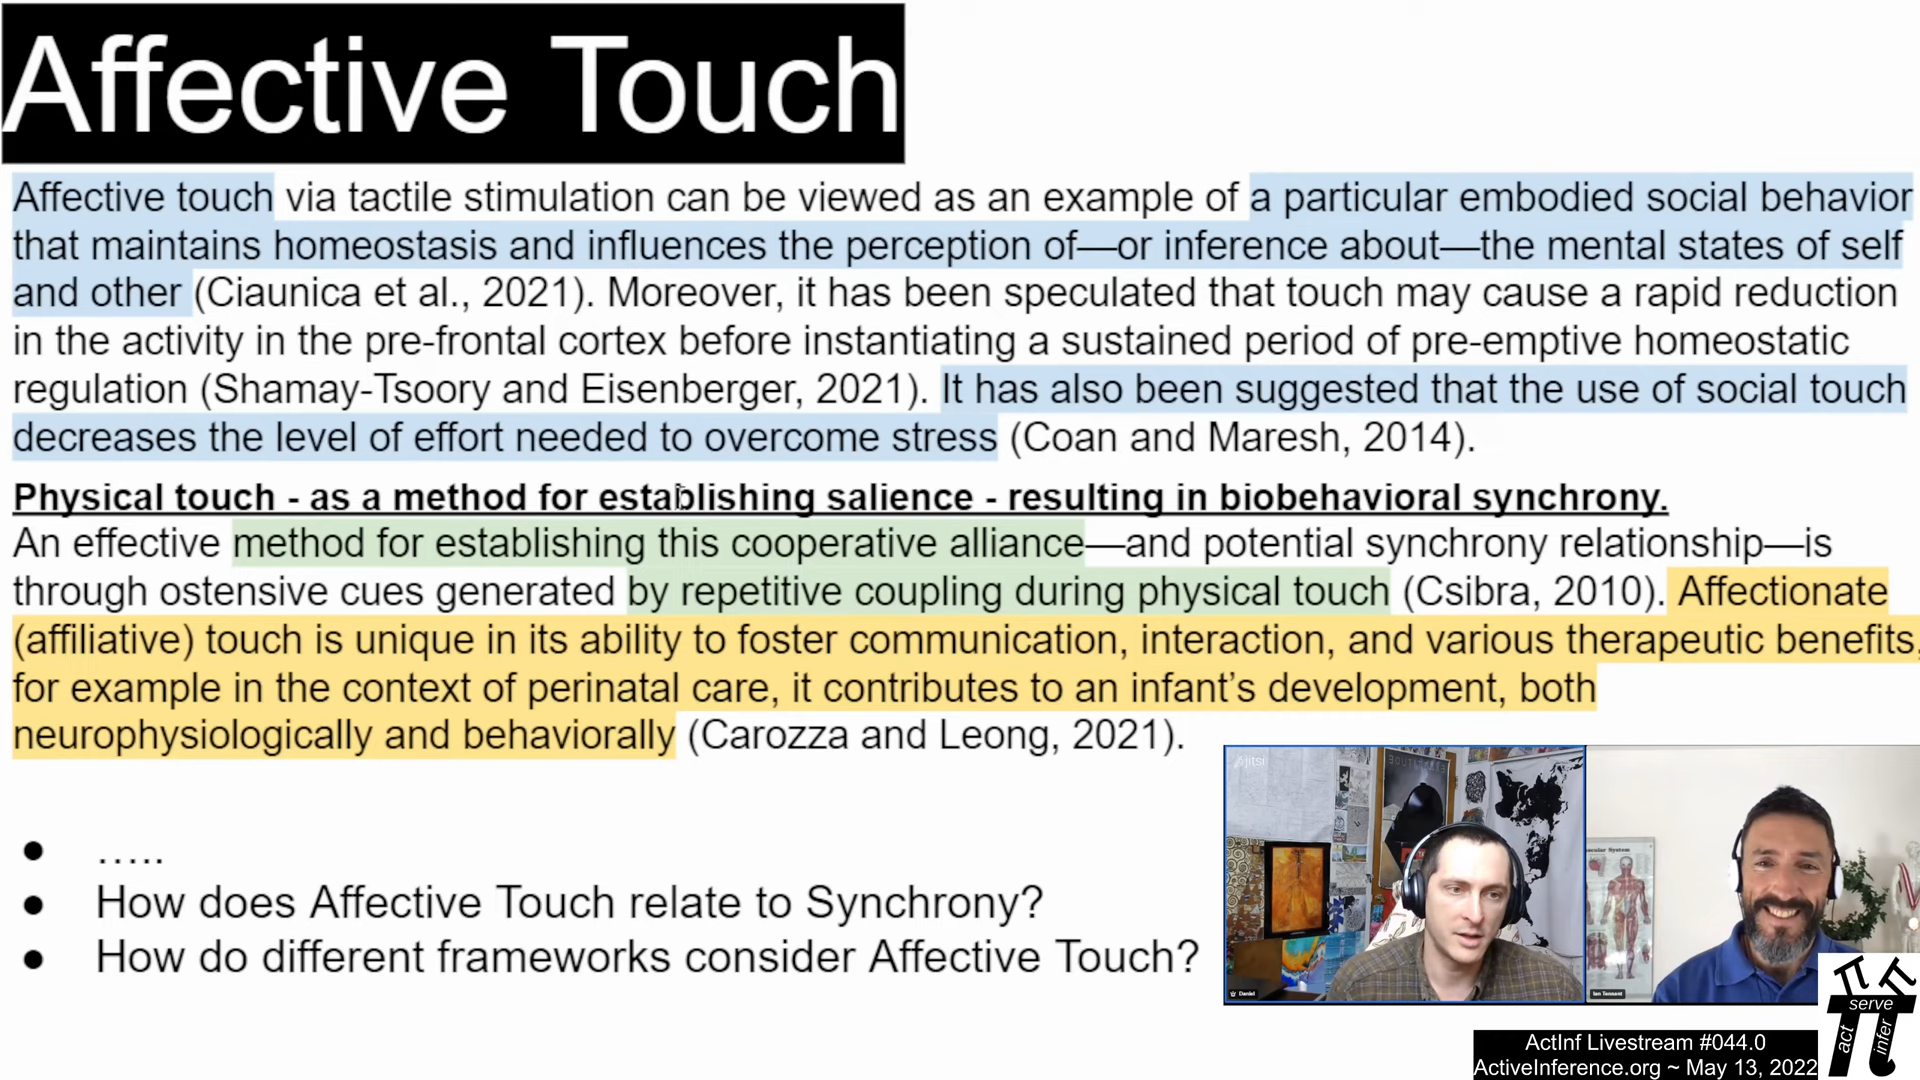 Affective Touch
Affective touch via tactile stimulation can be viewed as an example of a particular embodied social behavior
that maintains homeostasis and influences the perception of—or inference about—the mental states of self
and other (Ciaunica et al., 2021). Moreover, it has been speculated that touch may cause a rapid reduction
in the activity in the pre-frontal cortex before instantiating a sustained period of pre-emptive homeostatic
regulation (Shamay-Tsoory and Eisenberger, 2021). It has also been suggested that the use of social touch
decreases the level of effort needed to overcome stress (Coan and Maresh, 2014).
Physical touch - as a method for establishing salience - resulting in biobehavioral synchrony.
An effective method for establishing this cooperative alliance—and potential synchrony relationship—is
through ostensive cues generated by repetitive coupling during physical touch (Csibra, 2010). Affectionate
(affiliative) touch is unique in its ability to foster communication, interaction, and various therapeutic benefits,
for example in the context of perinatal care, it contributes to an infant’s development, both
neurophysiologically and behaviorally (Carozza and Leong, 2021).
● …..
● How does Affective Touch relate to Synchrony?
● How do different frameworks consider Affective Touch?
jitsi
Daniel
Ian Tennant
act
serve
infer
ActInf Livestream #044.0
ActiveInference.org ~ May 13, 2022